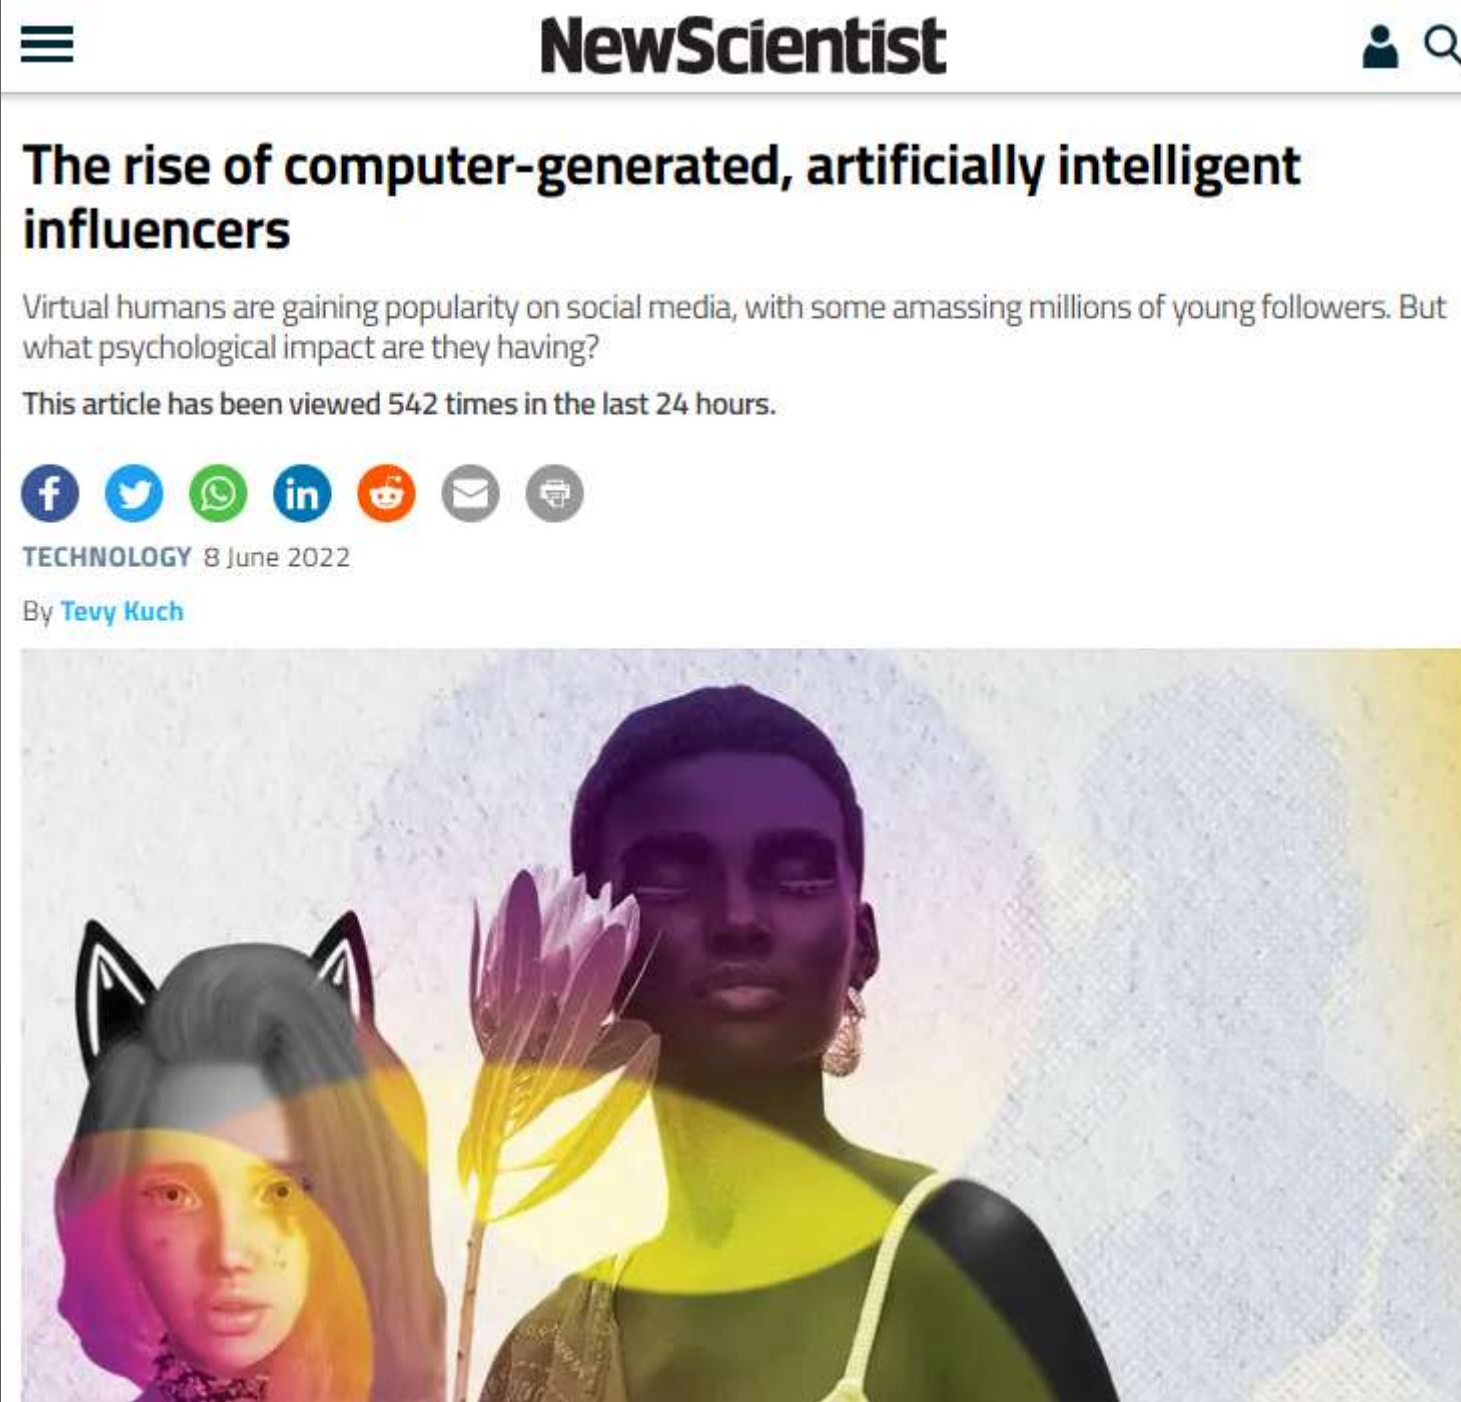 NewScientist
The rise of computer-generated, artificially intelligent
influencers
Virtual humans are gaining popularity on social media, with some amassing millions of young followers. But
what psychological impact are they having?
This article has been viewed 542 times in the last 24 hours.
f in
TECHNOLOGY 8 June 2022
By Tevy Kuch